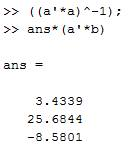 >> ((a'*a)^-1);
>> ans*(a'*b)
ans =
3.4339
25.6844
-8.5801